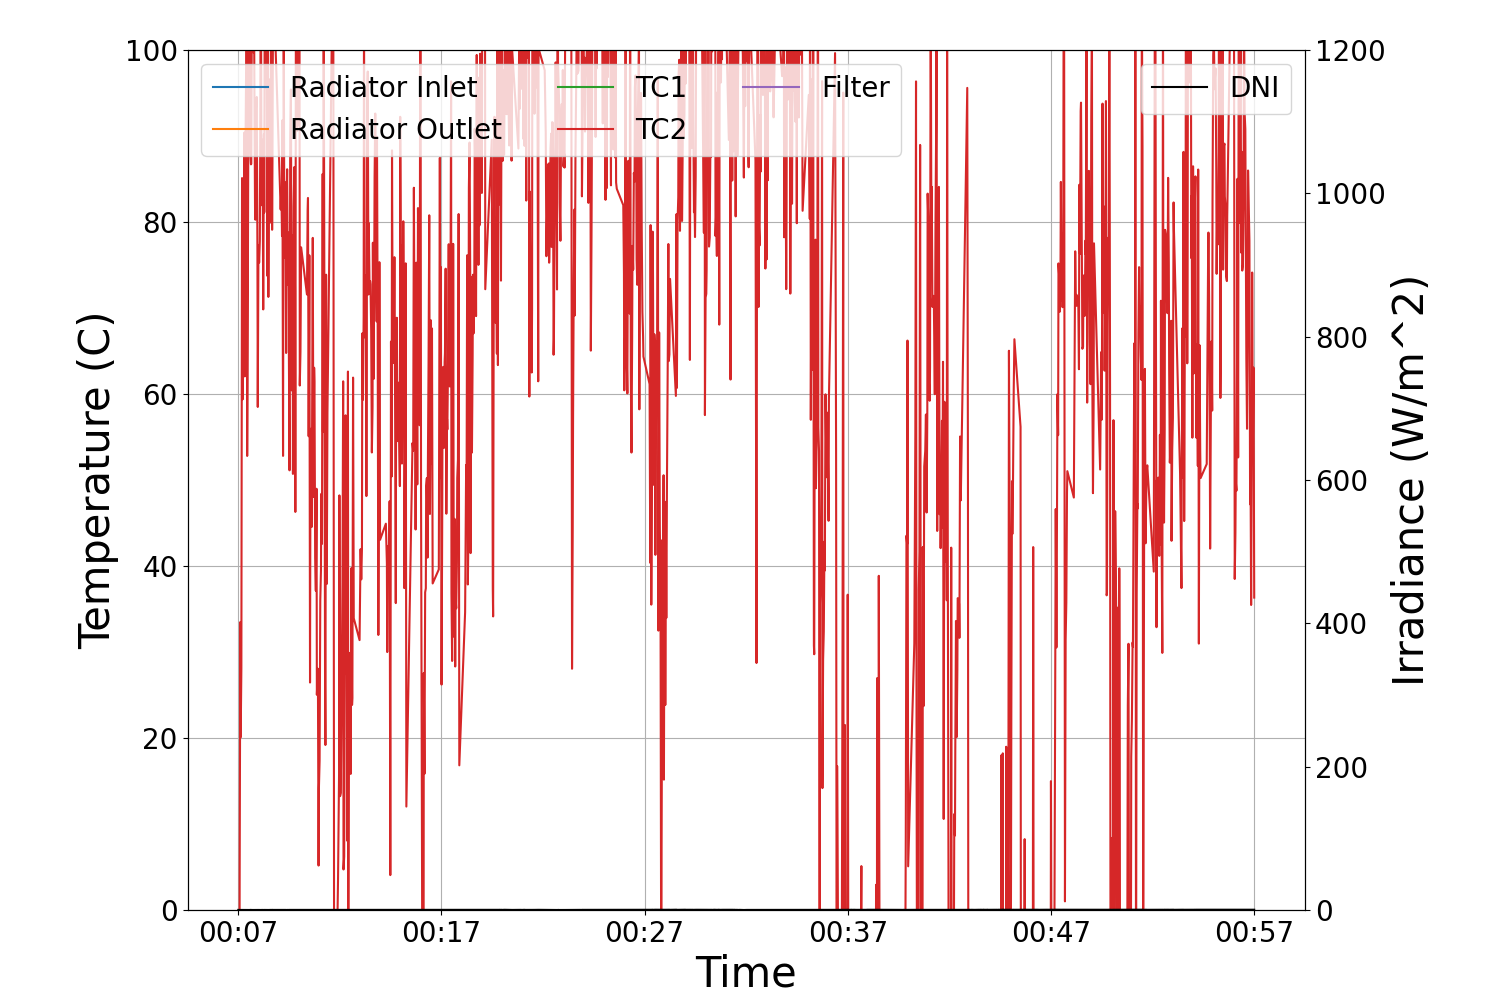 100
80
60
40
20
0
Temperature (C)
Radiator Inlet
Radiator Outlet
TC1
TC2
Filter
DNI
1200
1000
800
600
400
200
0
Irradiance (W/m^2)
00:07 00:17 00:27 00:37 00:47 00:57
Time